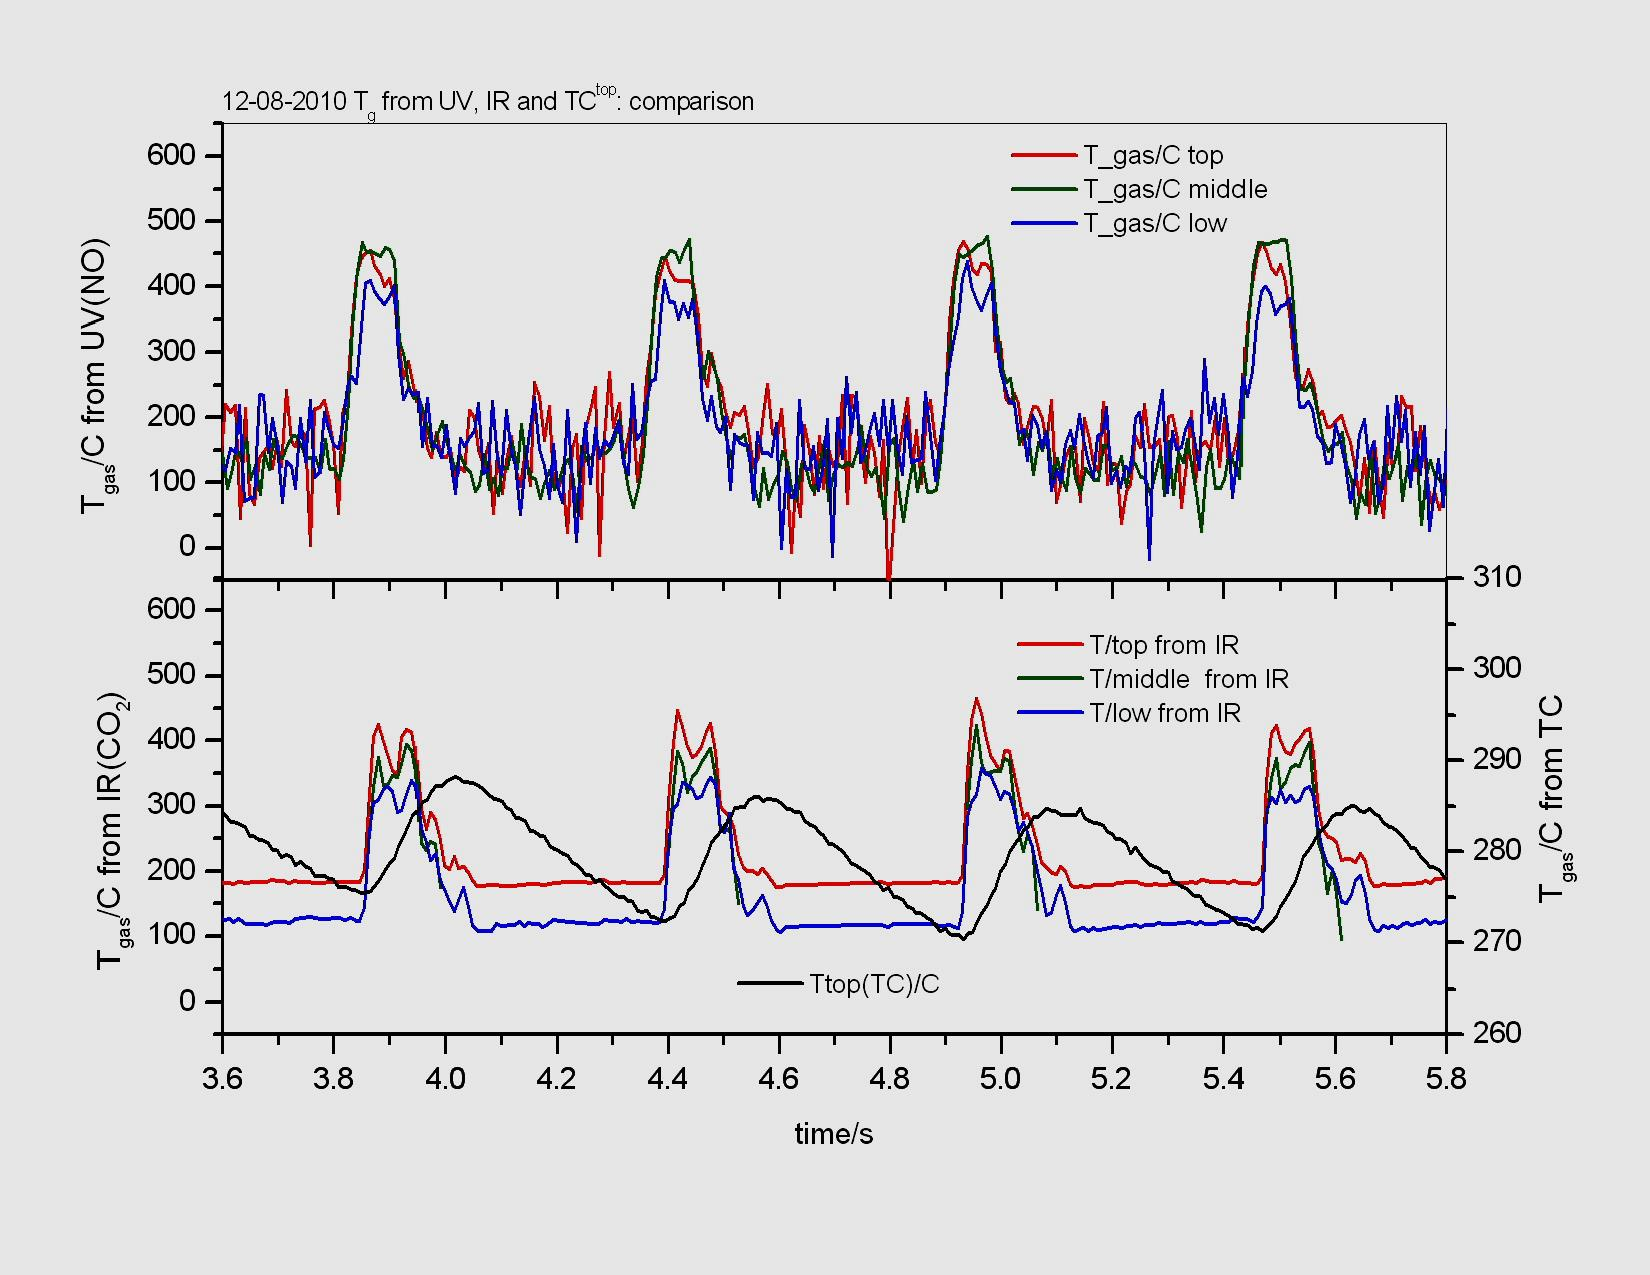 12-08-2010 Tg from UV, IR and TCtop: comparison
T_gas/C top
T_gas/C middle
T_gas/C low
600
500
400
300
200
100
0
Tgas/C from UV(NO)
T/top from IR
T/middle from IR
T/low from IR
Ttop(TC)/C
600
500
400
300
200
100
0
Tgas/C from IR(CO2)
310
300
290
280
270
260
Tgas/C from TC
3.6 3.8 4.0 4.2 4.4 4.6 4.8 5.0 5.2 5.4 5.6 5.8
time/s